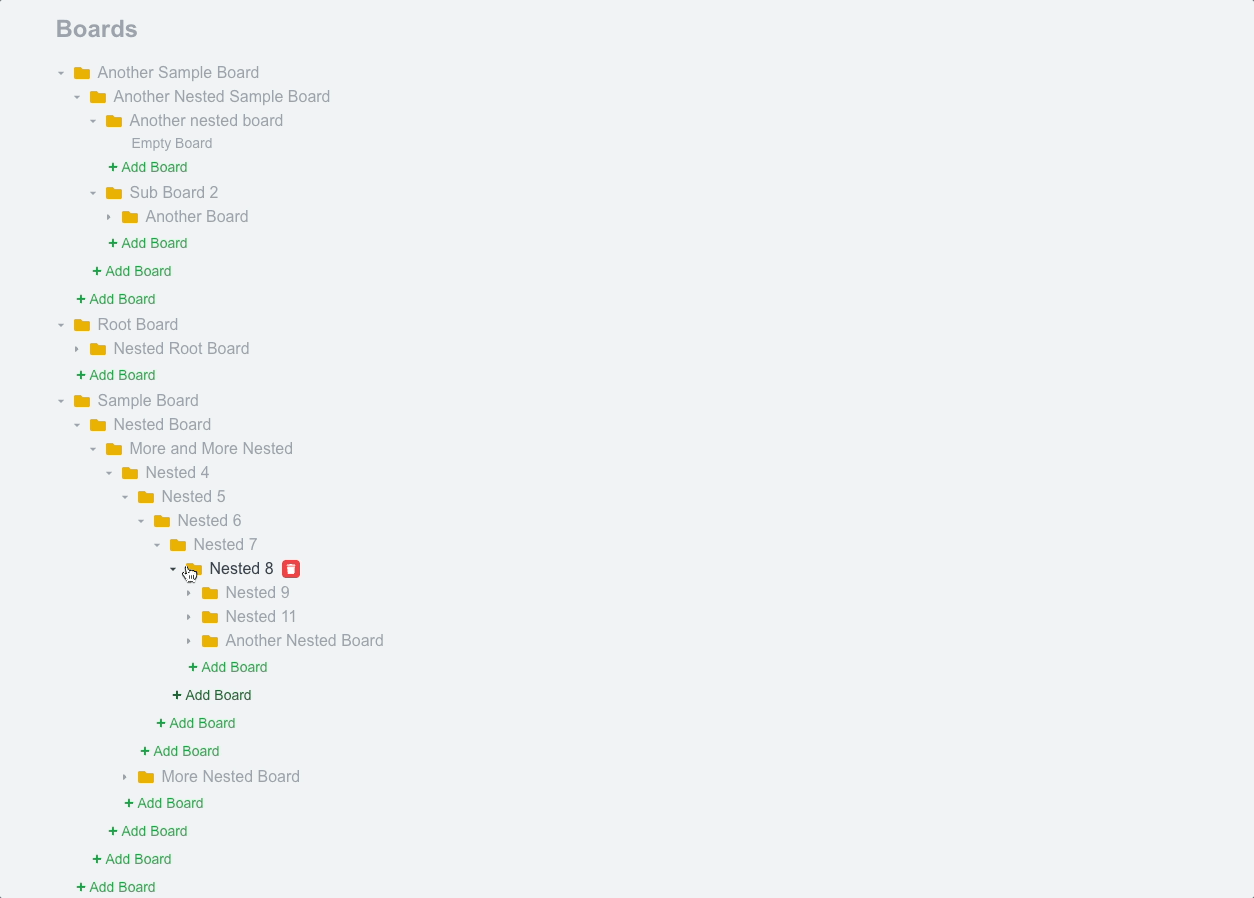 Boards
Another Sample Board
Another Nested Sample Board
Another nested board
Empty Board
+ Add Board
Sub Board 2
Another Board
+ Add Board
+ Add Board
+ Add Board
Root Board
Nested Root Board
+ Add Board
Sample Board
Nested Board
More and More Nested
Nested 4
Nested 5
Nested 6
Nested 7
Nested 8
Nested 9
Nested 11
Another Nested Board
+ Add Board
+ Add Board
+ Add Board
+ Add Board
More Nested Board
+ Add Board
+ Add Board
+ Add Board
+ Add Board